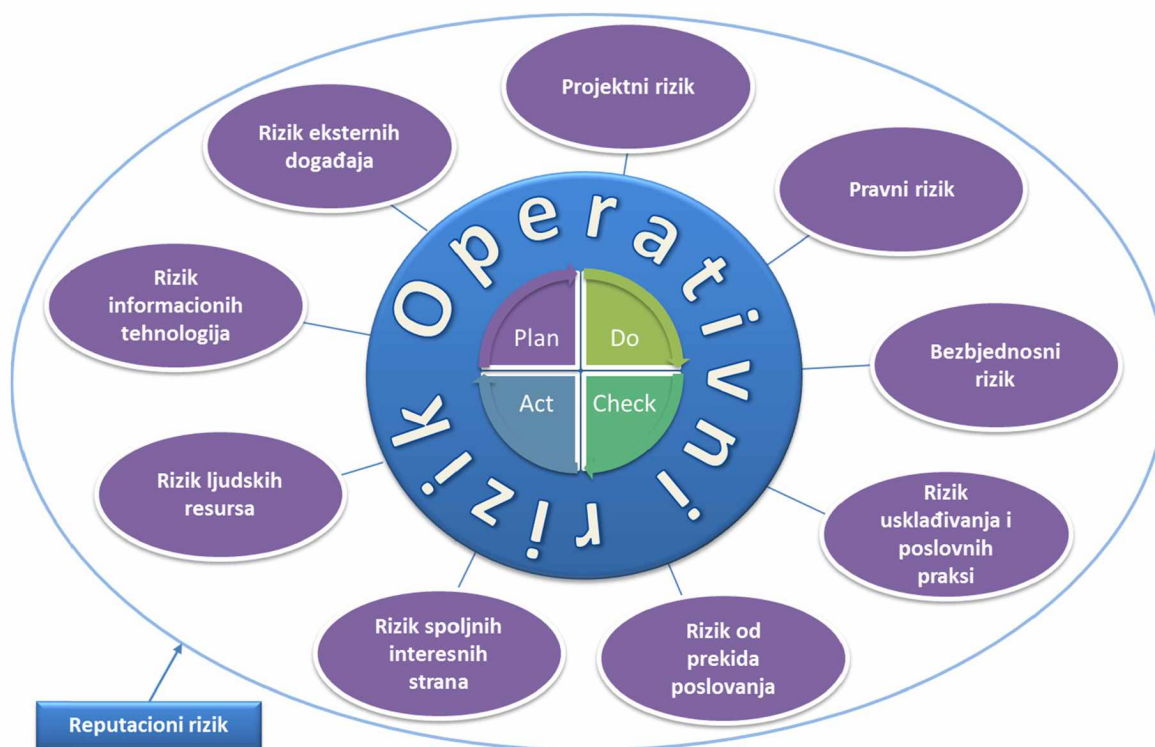 Projektni rizik
Rizik eksternih
događaja
Pravni rizik
Rizik
informacionih
tehnologija
Operativni rizik
Plan
Do
Act
Check
Bezbjednosni
rizik
Rizik ljudskih
resursa
Rizik
usklađivanja i
poslovnih
praksi
Rizik spoljnih
interesnih
strana
Rizik od
prekida
poslovanja
Reputacioni rizik